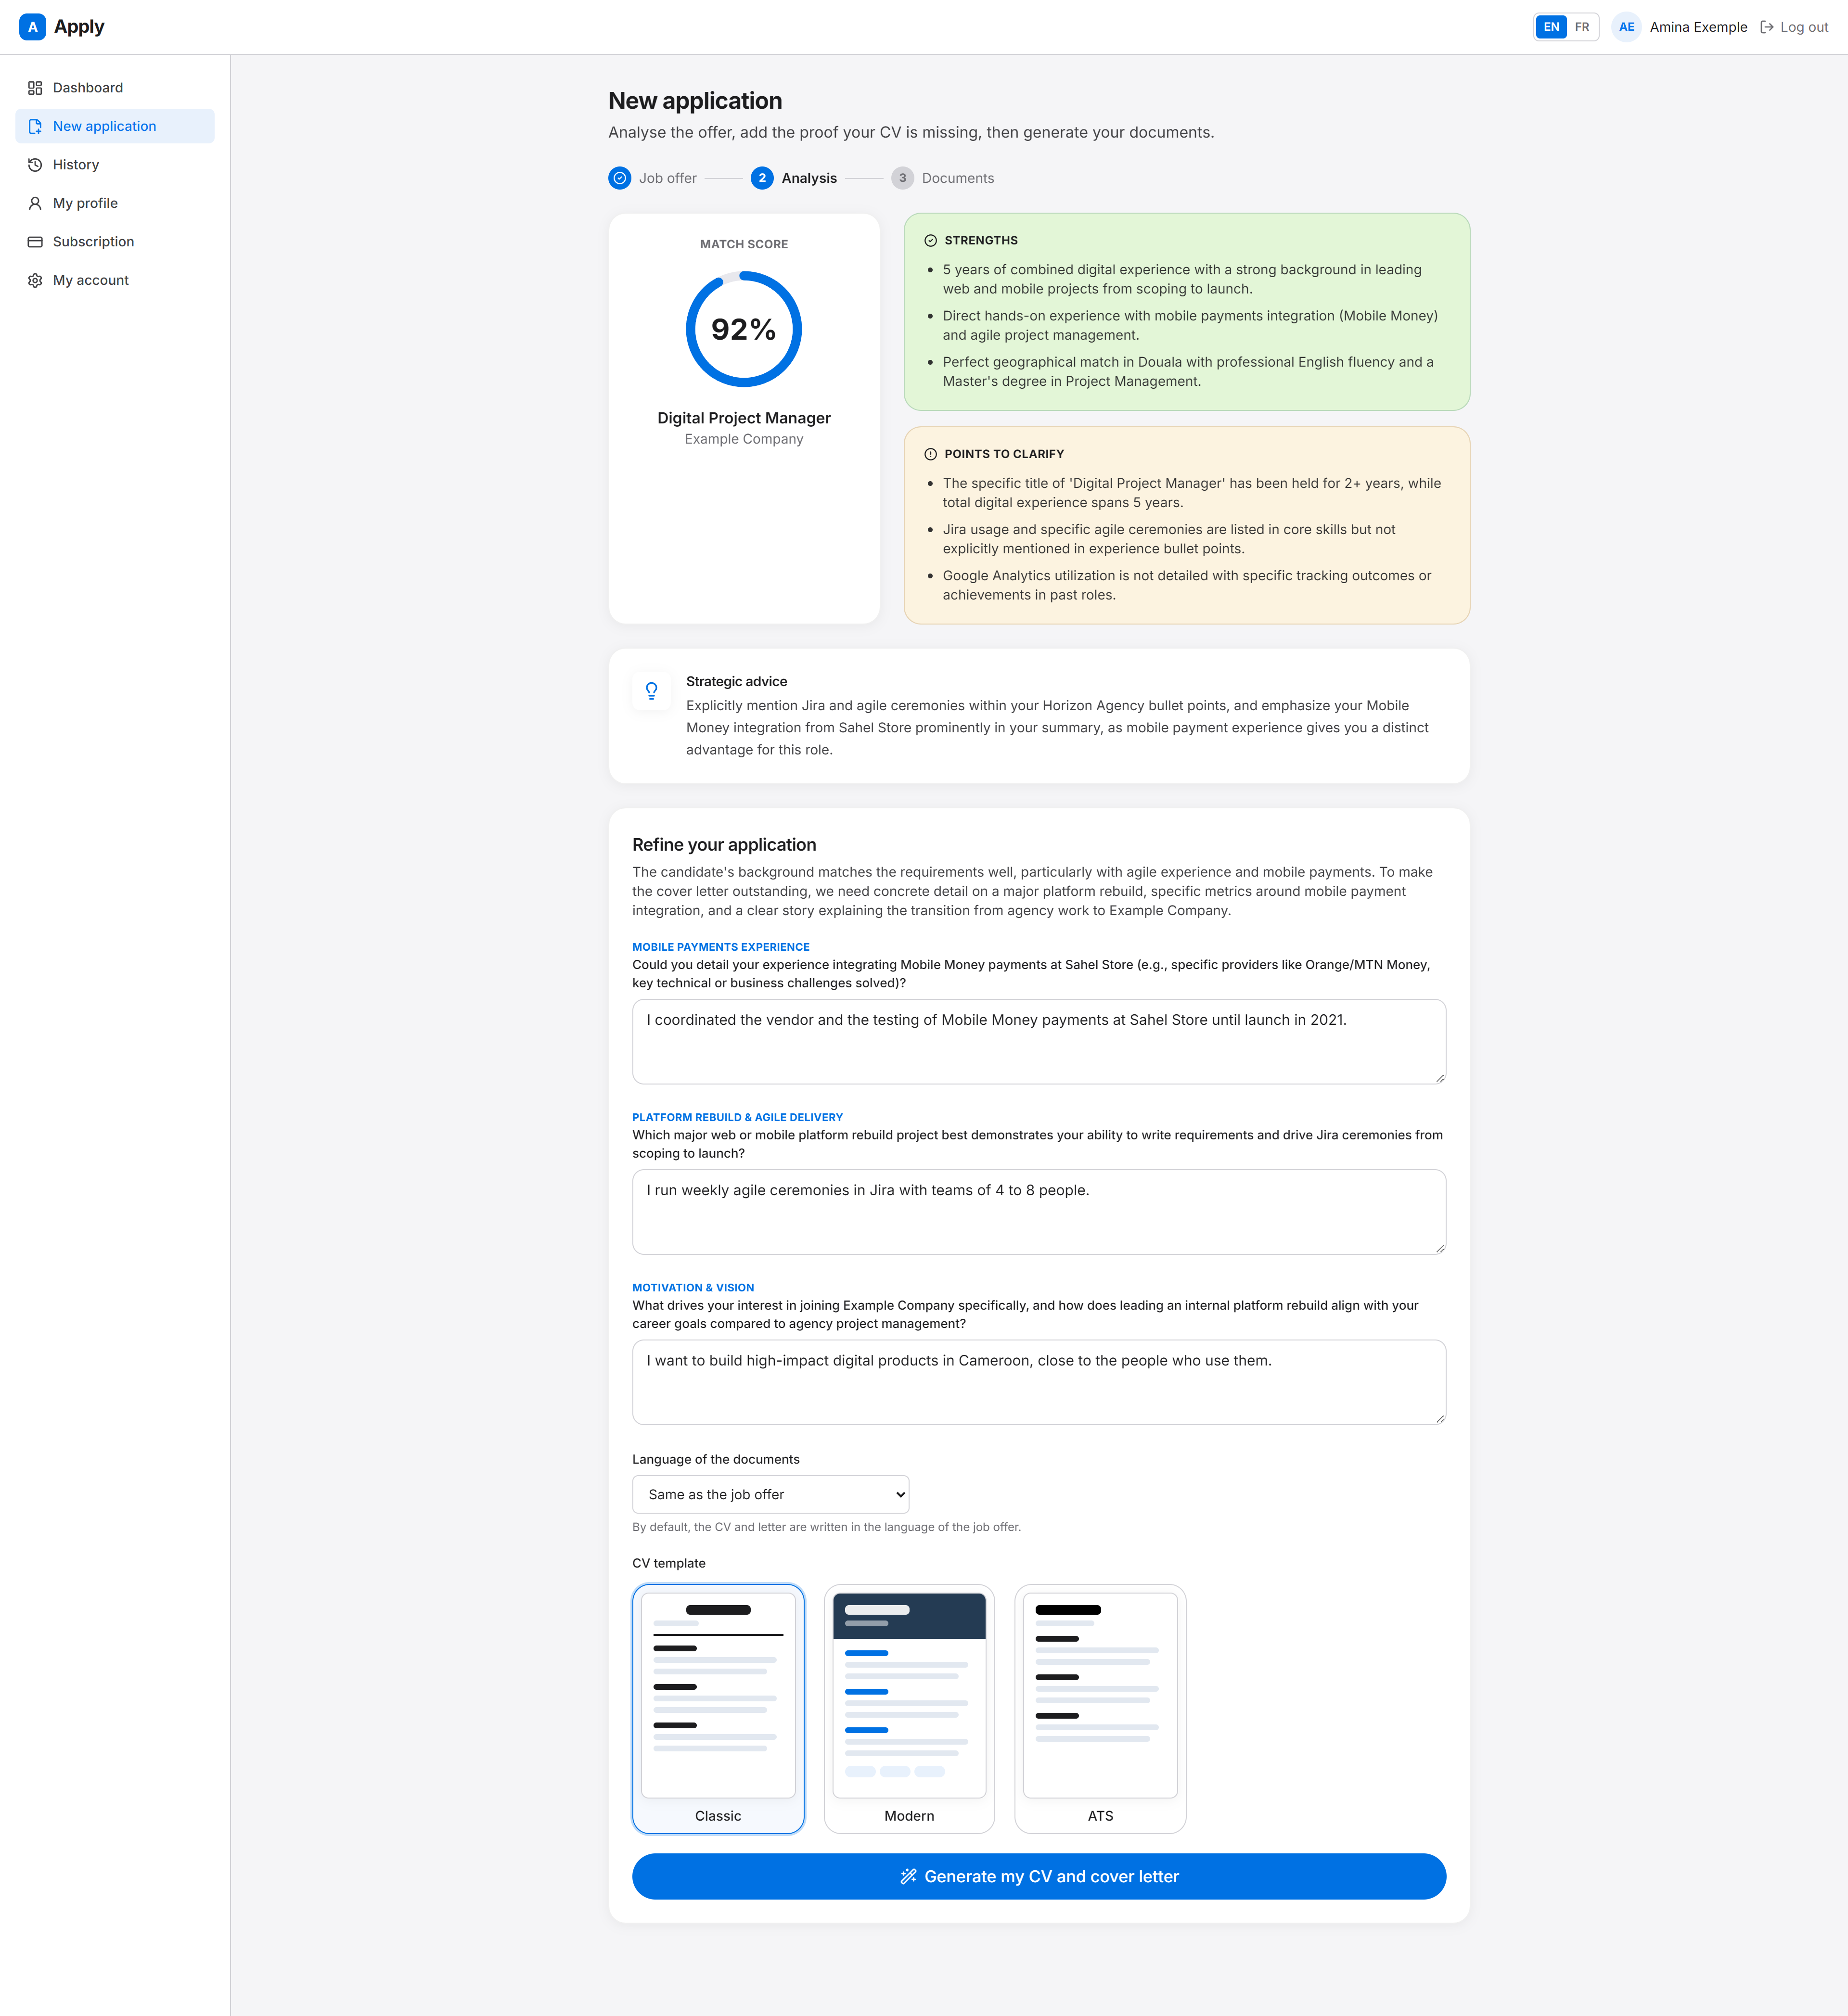 A Apply
EN FR AE Amina Exemple Log out
Dashboard
New application
History
My profile
Subscription
My account
New application
Analyse the offer, add the proof your CV is missing, then generate your documents.
Job offer 2 Analysis 3 Documents
MATCH SCORE
92%
Digital Project Manager
Example Company
STRENGTHS
• 5 years of combined digital experience with a strong background in leading
web and mobile projects from scoping to launch.
• Direct hands-on experience with mobile payments integration (Mobile Money)
and agile project management.
• Perfect geographical match in Douala with professional English fluency and a
Master's degree in Project Management.
POINTS TO CLARIFY
• The specific title of 'Digital Project Manager' has been held for 2+ years, while
total digital experience spans 5 years.
• Jira usage and specific agile ceremonies are listed in core skills but not
explicitly mentioned in experience bullet points.
• Google Analytics utilization is not detailed with specific tracking outcomes or
achievements in past roles.
Strategic advice
Explicitly mention Jira and agile ceremonies within your Horizon Agency bullet points, and emphasize your Mobile
Money integration from Sahel Store prominently in your summary, as mobile payment experience gives you a distinct
advantage for this role.
Refine your application
The candidate's background matches the requirements well, particularly with agile experience and mobile payments. To make
the cover letter outstanding, we need concrete detail on a major platform rebuild, specific metrics around mobile payment
integration, and a clear story explaining the transition from agency work to Example Company.
MOBILE PAYMENTS EXPERIENCE
Could you detail your experience integrating Mobile Money payments at Sahel Store (e.g., specific providers like Orange/MTN Money,
key technical or business challenges solved)?
I coordinated the vendor and the testing of Mobile Money payments at Sahel Store until launch in 2021.
PLATFORM REBUILD & AGILE DELIVERY
Which major web or mobile platform rebuild project best demonstrates your ability to write requirements and drive Jira ceremonies from
scoping to launch?
I run weekly agile ceremonies in Jira with teams of 4 to 8 people.
MOTIVATION & VISION
What drives your interest in joining Example Company specifically, and how does leading an internal platform rebuild align with your
career goals compared to agency project management?
I want to build high-impact digital products in Cameroon, close to the people who use them.
Language of the documents
Same as the job offer
By default, the CV and letter are written in the language of the job offer.
CV template
Classic Modern ATS
Generate my CV and cover letter